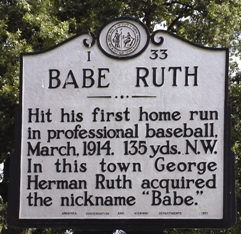 I 33
BABE RUTH
Hit his first home run
in professional baseball,
March, 1914. 135 yds. N.W.
In this town George
Herman Ruth acquired
the nickname "Babe."